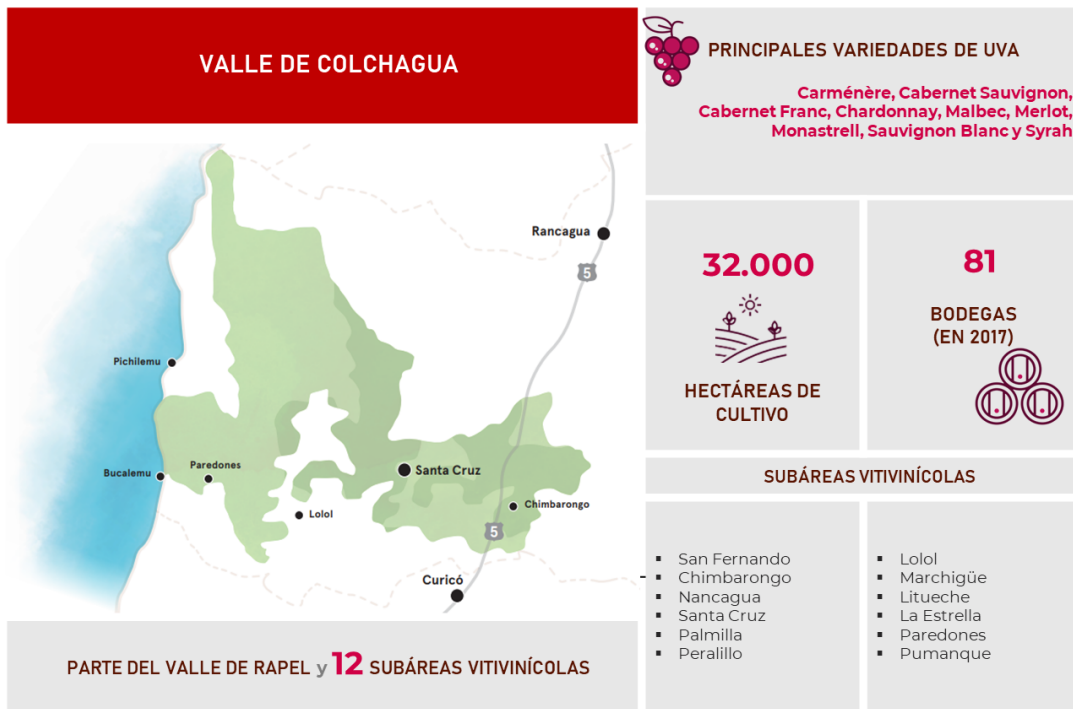 VALLE DE COLCHAGUA
Rancagua
5
Pichilemu
Bucalemu
Paredones
Santa Cruz
Lolol
Chimbarongo
5
Curicó
PARTE DEL VALLE DE RAPEL y 12 SUBÁREAS VITIVINÍCOLAS
PRINCIPALES VARIEDADES DE UVA
Carménère, Cabernet Sauvignon,
Cabernet Franc, Chardonnay, Malbec, Merlot,
Monastrell, Sauvignon Blanc y Syrah
32.000
HECTÁREAS DE
CULTIVO
81
BODEGAS
(EN 2017)
SUBÁREAS VITIVINÍCOLAS
▪ San Fernando
▪ Chimbarongo
▪ Nancagua
▪ Santa Cruz
▪ Palmilla
▪ Peralillo
▪ Lolol
▪ Marchigüe
▪ Litueche
▪ La Estrella
▪ Paredones
▪ Pumanque